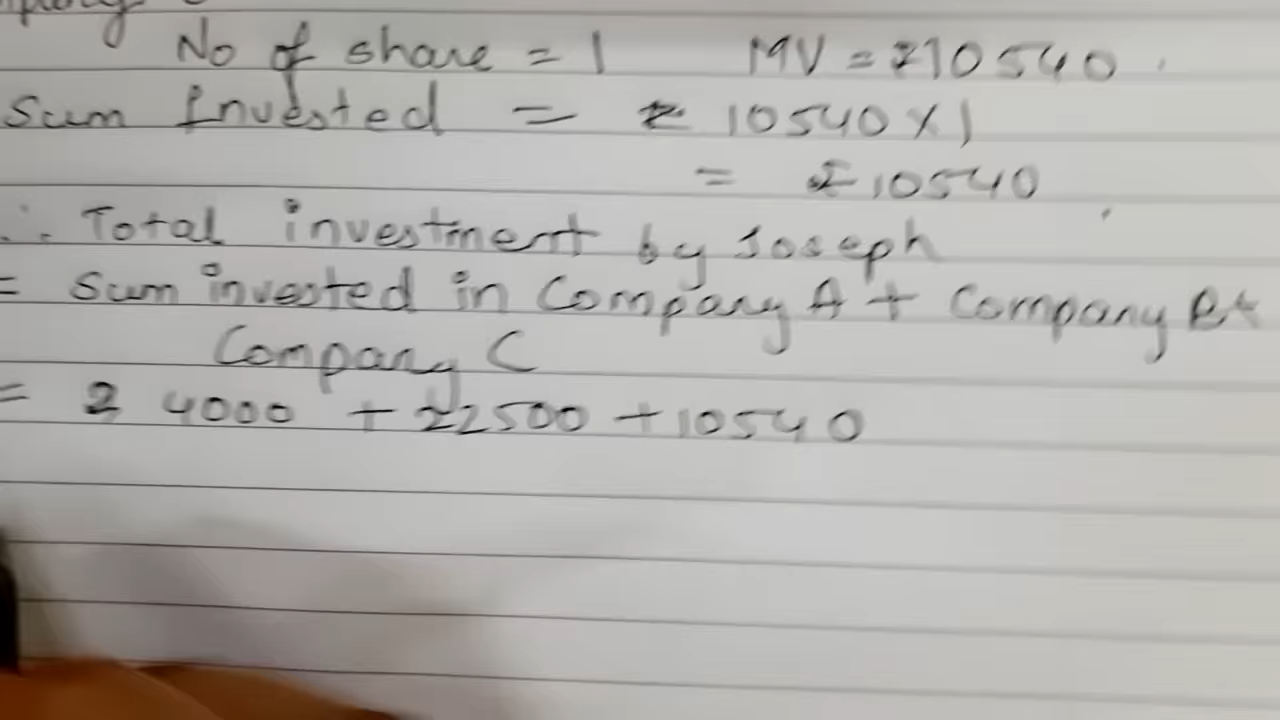 No of share = 1 MV = ₹10540
Sum Invested = ₹ 10540 X 1
= ₹10540
∴ Total investment by Joseph
= Sum invested in Company A + Company B+
Company C
= ₹ 4000 + 22500 + 10540